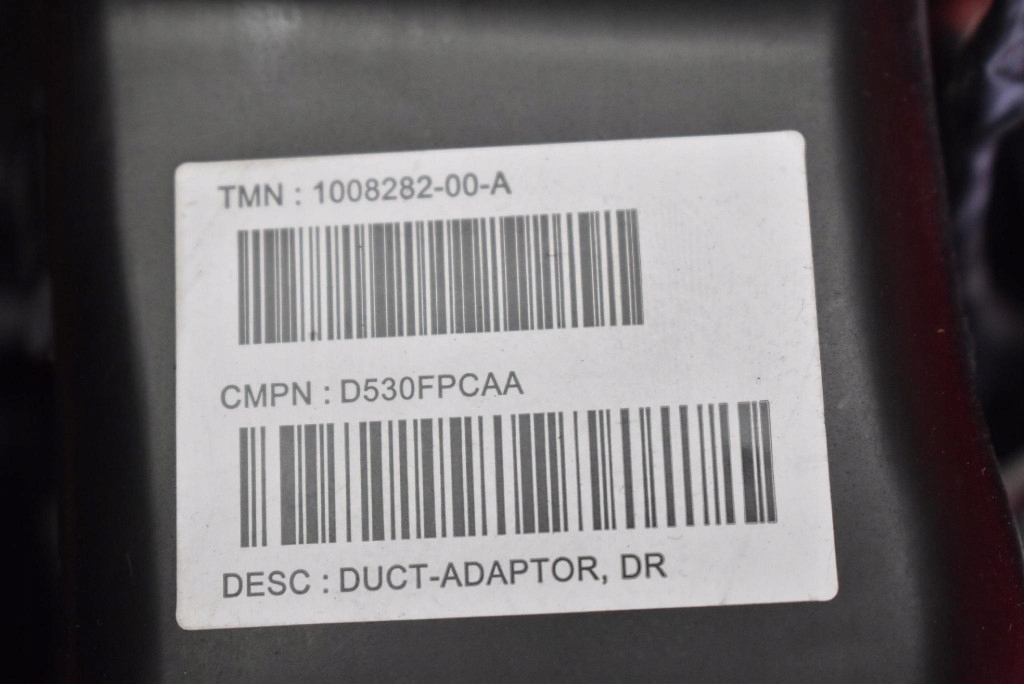 TMN : 1008282-00-A
CMPN : D530FPCAA
DESC : DUCT-ADAPTOR, DR